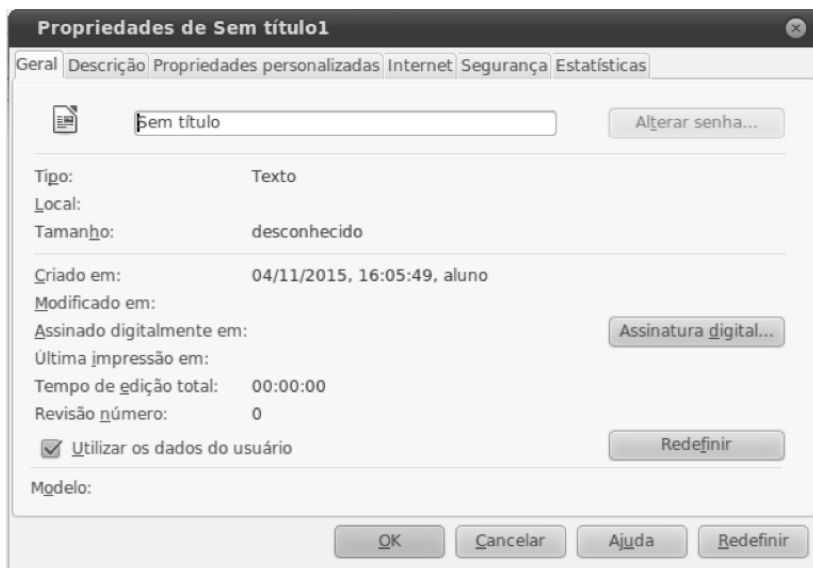 Propriedades de Sem título1
Geral Descrição Propriedades personalizadas Internet Segurança Estatísticas
Sem título Alterar senha...
Tipo: Texto
Local:
Tamanho: desconhecido
Criado em: 04/11/2015, 16:05:49, aluno
Modificado em:
Assinado digitalmente em: Assinatura digital...
Última impressão em:
Tempo de edição total: 00:00:00
Revisão número: 0
Utilizar os dados do usuário Redefinir
Modelo:
OK Cancelar Ajuda Redefinir